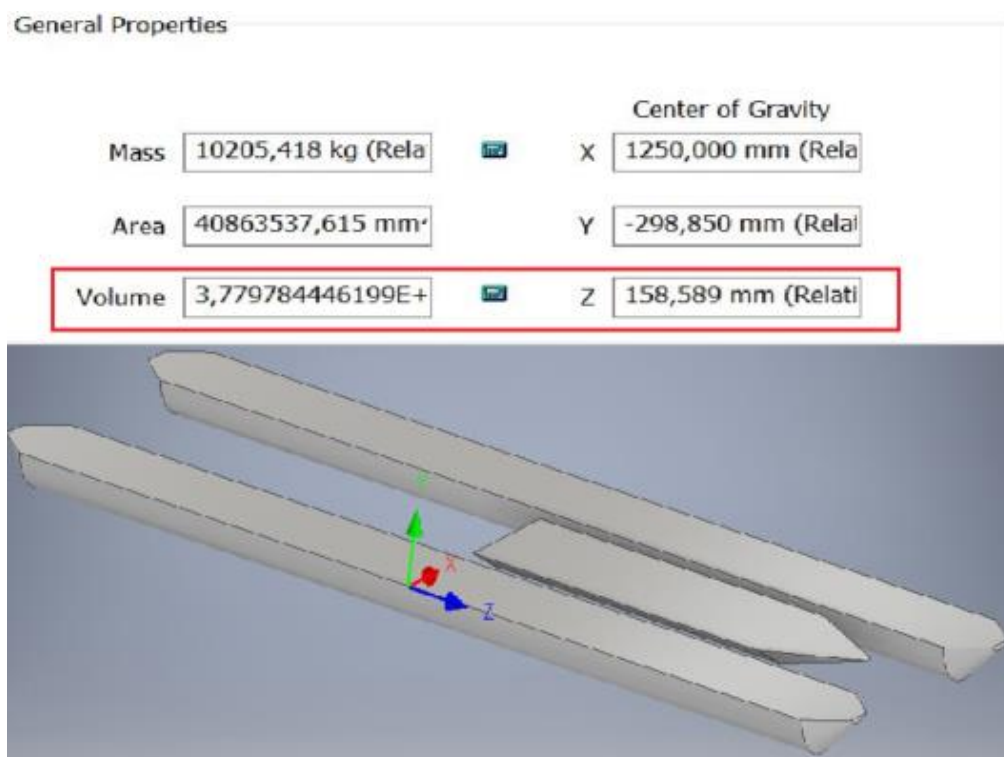 General Properties
Center of Gravity
Mass 10205,418 kg (Rela X 1250,000 mm (Rela
Area 40863537,615 mm^ Y -298,850 mm (Relat
Volume 3,779784446199E+ Z 158,589 mm (Relati
Y
X
Z